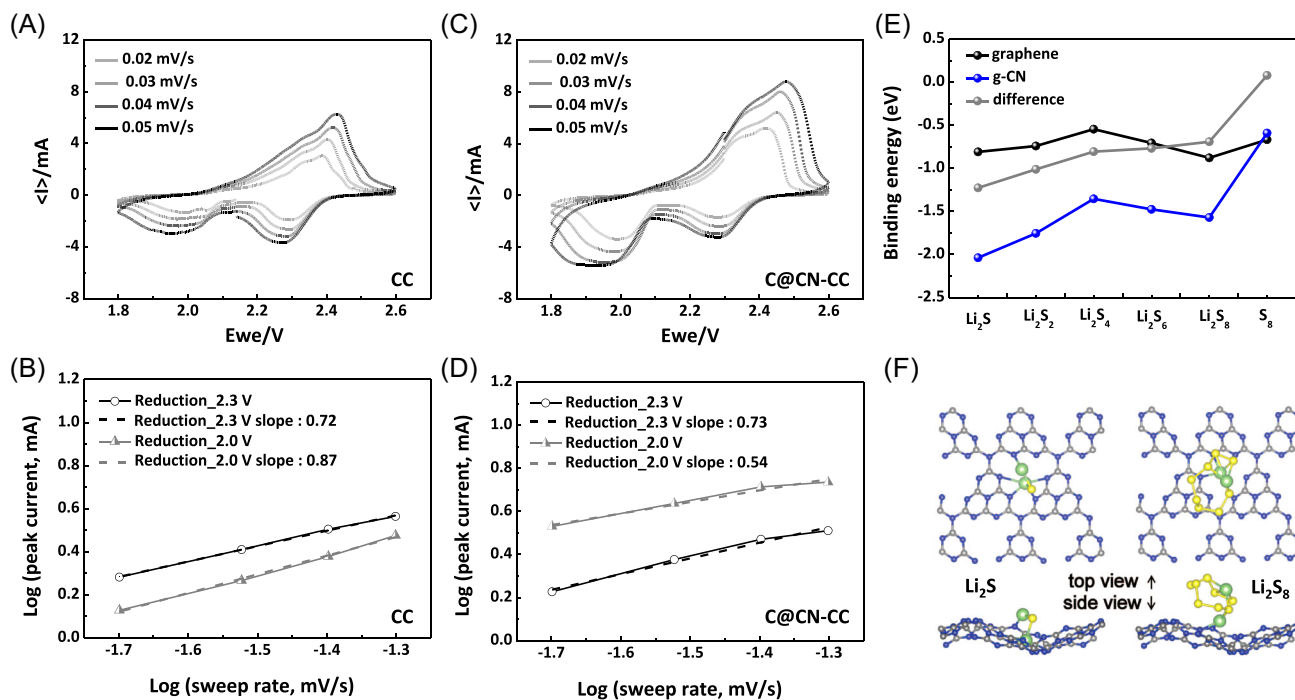 (A)
12
8
4
0
-4
-8
<I>/mA
0.02 mV/s
0.03 mV/s
0.04 mV/s
0.05 mV/s
CC
1.8 2.0 2.2 2.4 2.6
Ewe/V
(C)
12
8
4
0
-4
-8
<I>/mA
0.02 mV/s
0.03 mV/s
0.04 mV/s
0.05 mV/s
C@CN-CC
1.8 2.0 2.2 2.4 2.6
Ewe/V
(E)
0.5
0.0
-0.5
-1.0
-1.5
-2.0
-2.5
Binding energy (eV)
graphene
g-CN
difference
Li₂S Li₂S₂ Li₂S₄ Li₂S₆ Li₂S₈ S₈
(B)
1.2
1.0
0.8
0.6
0.4
0.2
0.0
Log (peak current, mA)
Reduction_2.3 V
Reduction_2.3 V slope : 0.72
Reduction_2.0 V
Reduction_2.0 V slope : 0.87
CC
-1.7 -1.6 -1.5 -1.4 -1.3
Log (sweep rate, mV/s)
(D)
1.2
1.0
0.8
0.6
0.4
0.2
0.0
Log (peak current, mA)
Reduction_2.3 V
Reduction_2.3 V slope : 0.73
Reduction_2.0 V
Reduction_2.0 V slope : 0.54
C@CN-CC
-1.7 -1.6 -1.5 -1.4 -1.3
Log (sweep rate, mV/s)
(F)
Li₂S
top view ↑
side view ↓
Li₂S₈